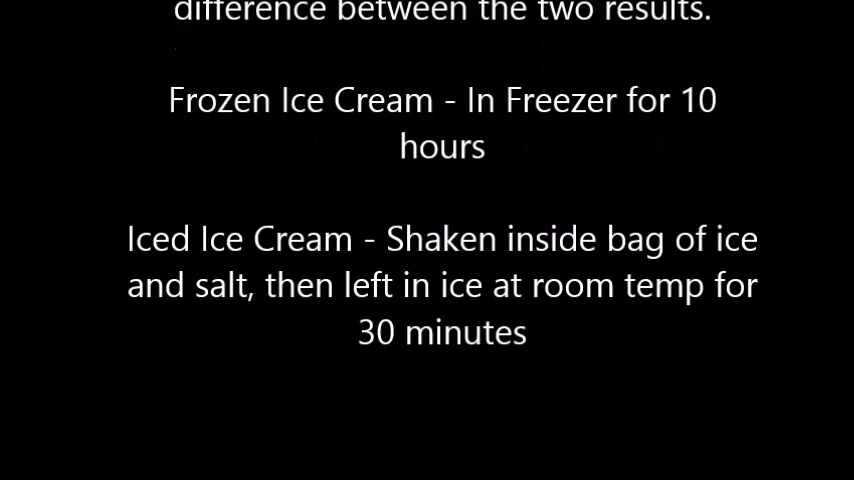 difference between the two results.
Frozen Ice Cream - In Freezer for 10
hours
Iced Ice Cream - Shaken inside bag of ice
and salt, then left in ice at room temp for
30 minutes